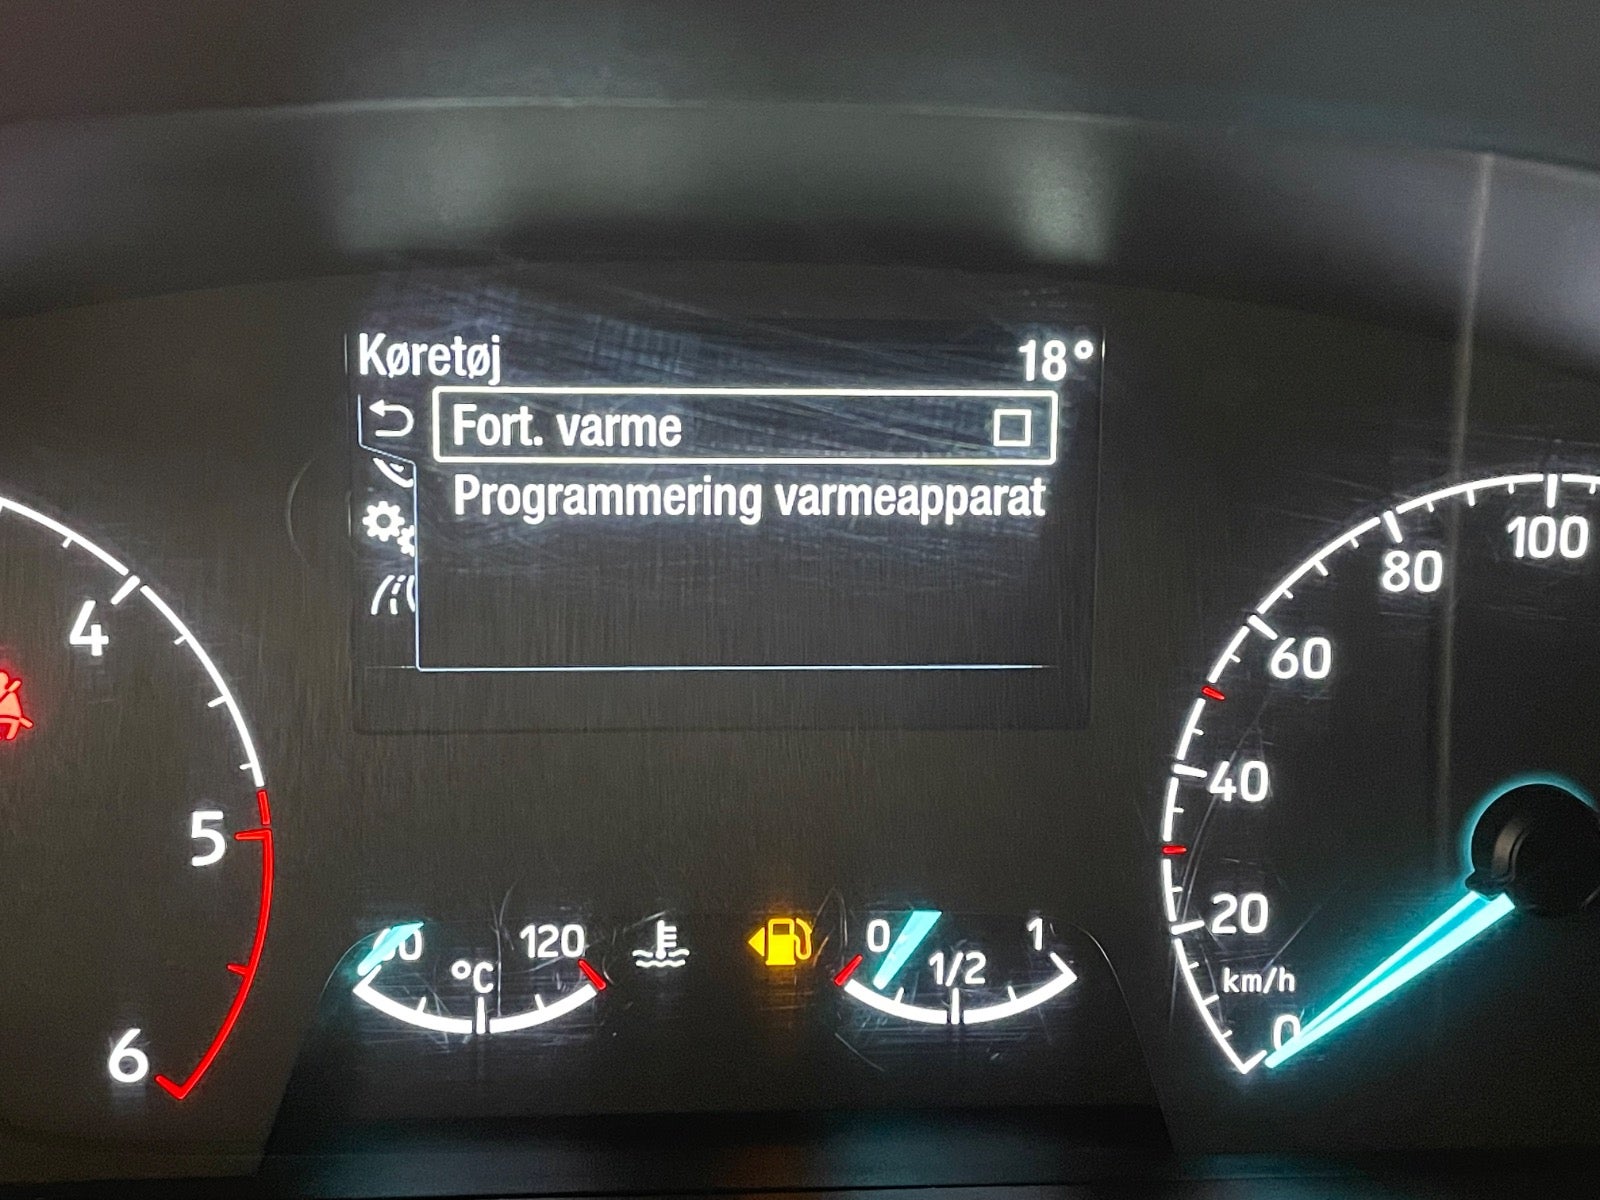 Køretøj 18°
Fort. varme
Programmering varmeapparat
4
5
6
120
°C
0
1/2
1
100
80
60
40
20
km/h
0